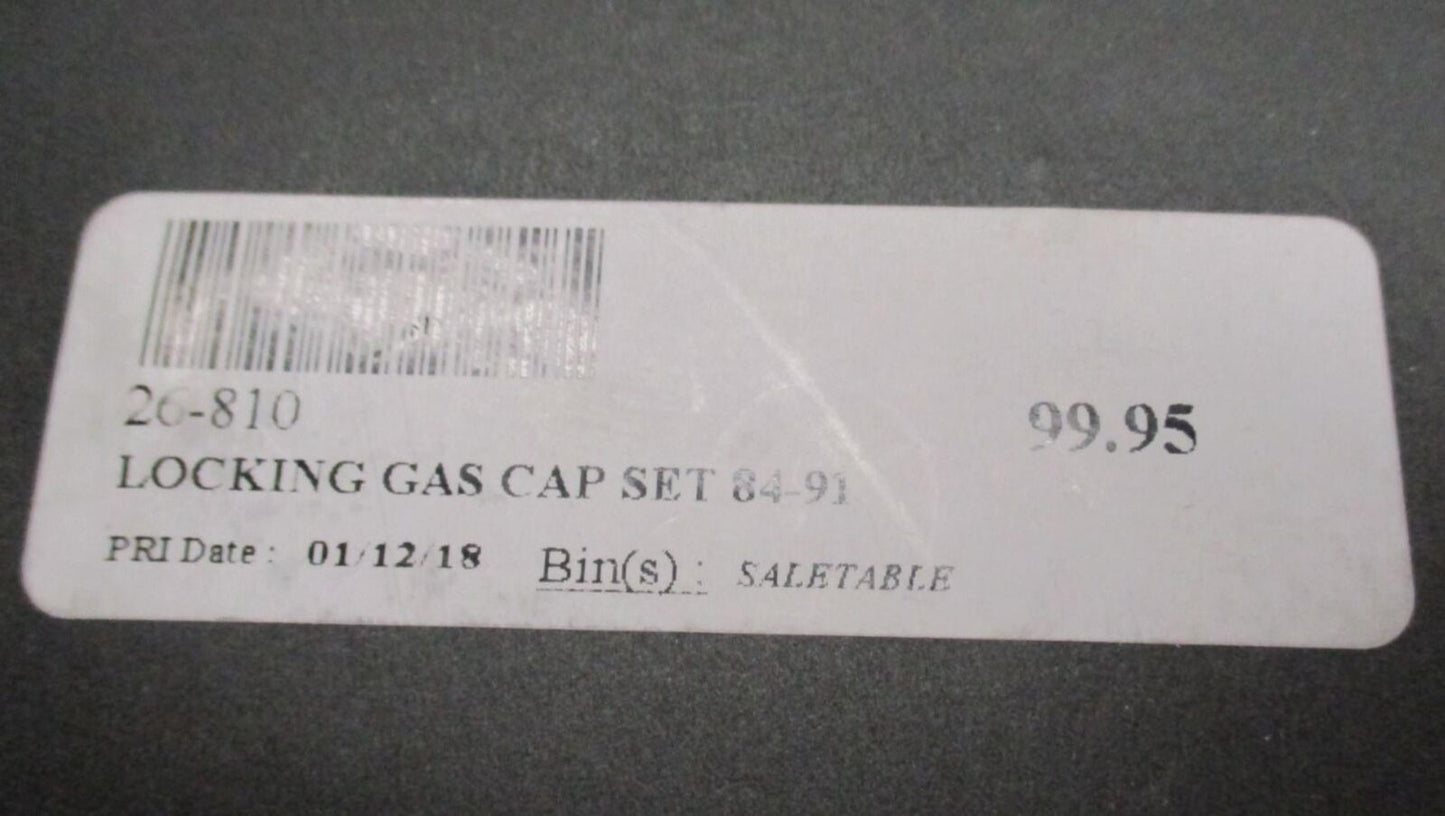 26-810
99.95
LOCKING GAS CAP SET 84-91
PRI Date : 01/12/18 Bin(s) : SALETABLE